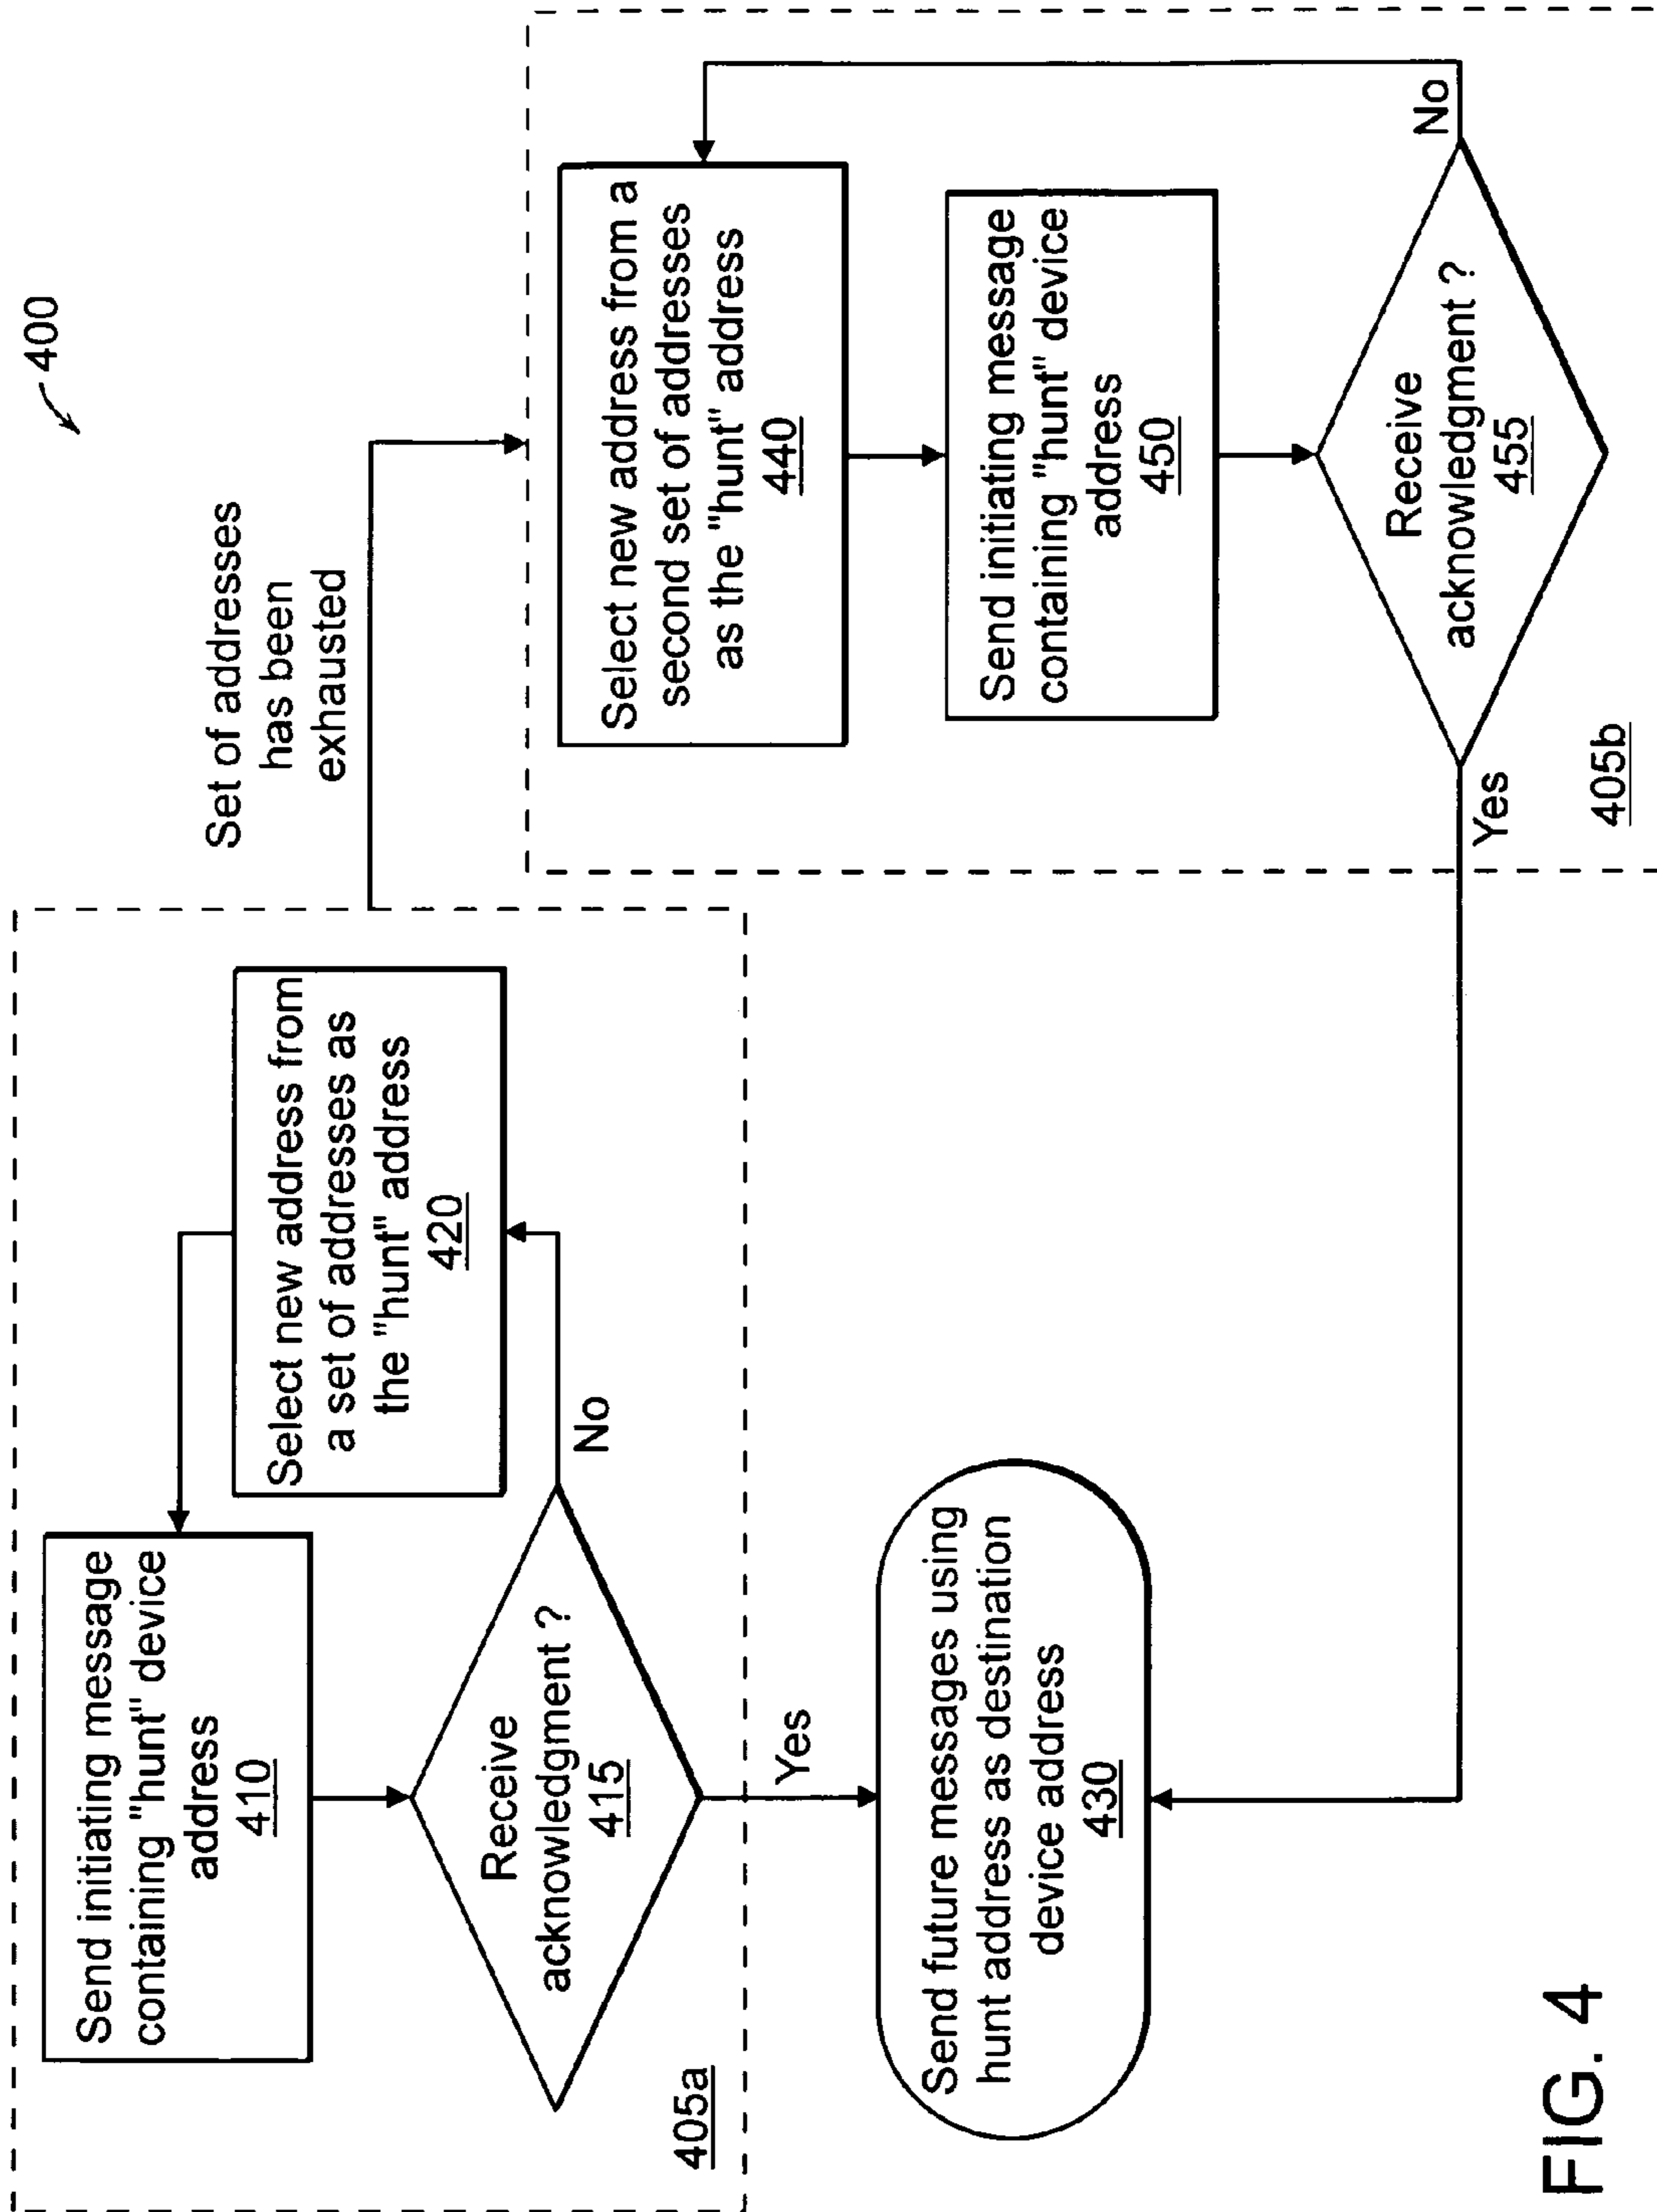 400
Send initiating message
containing "hunt" device
address
410
Receive
acknowledgment ?
415
No
Select new address from
a set of addresses as
the "hunt" address
420
Yes
405a
Set of addresses
has been
exhausted
Select new address from a
second set of addresses
as the "hunt" address
440
Send initiating message
containing "hunt" device
address
450
Receive
acknowledgment ?
455
No
Yes
405b
Send future messages using
hunt address as destination
device address
430
FIG. 4